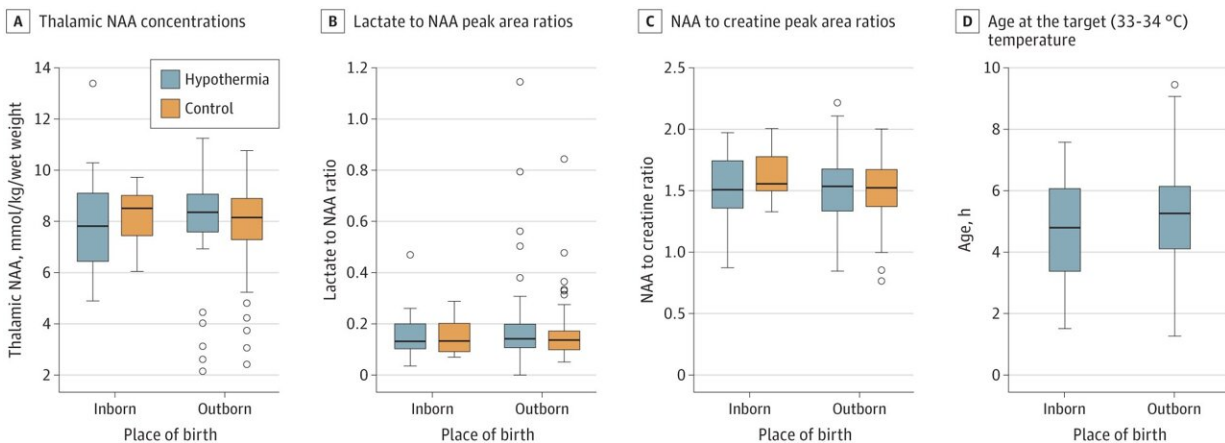 A Thalamic NAA concentrations
14
12
10
8
6
4
2
Thalamic NAA, mmol/kg/wet weight
Hypothermia
Control
Inborn Outborn
Place of birth
B Lactate to NAA peak area ratios
1.2
1.0
0.8
0.6
0.4
0.2
0
Lactate to NAA ratio
Inborn Outborn
Place of birth
C NAA to creatine peak area ratios
2.5
2.0
1.5
1.0
0.5
0
NAA to creatine ratio
Inborn Outborn
Place of birth
D Age at the target (33-34 °C)
temperature
10
8
6
4
2
0
Age, h
Inborn Outborn
Place of birth